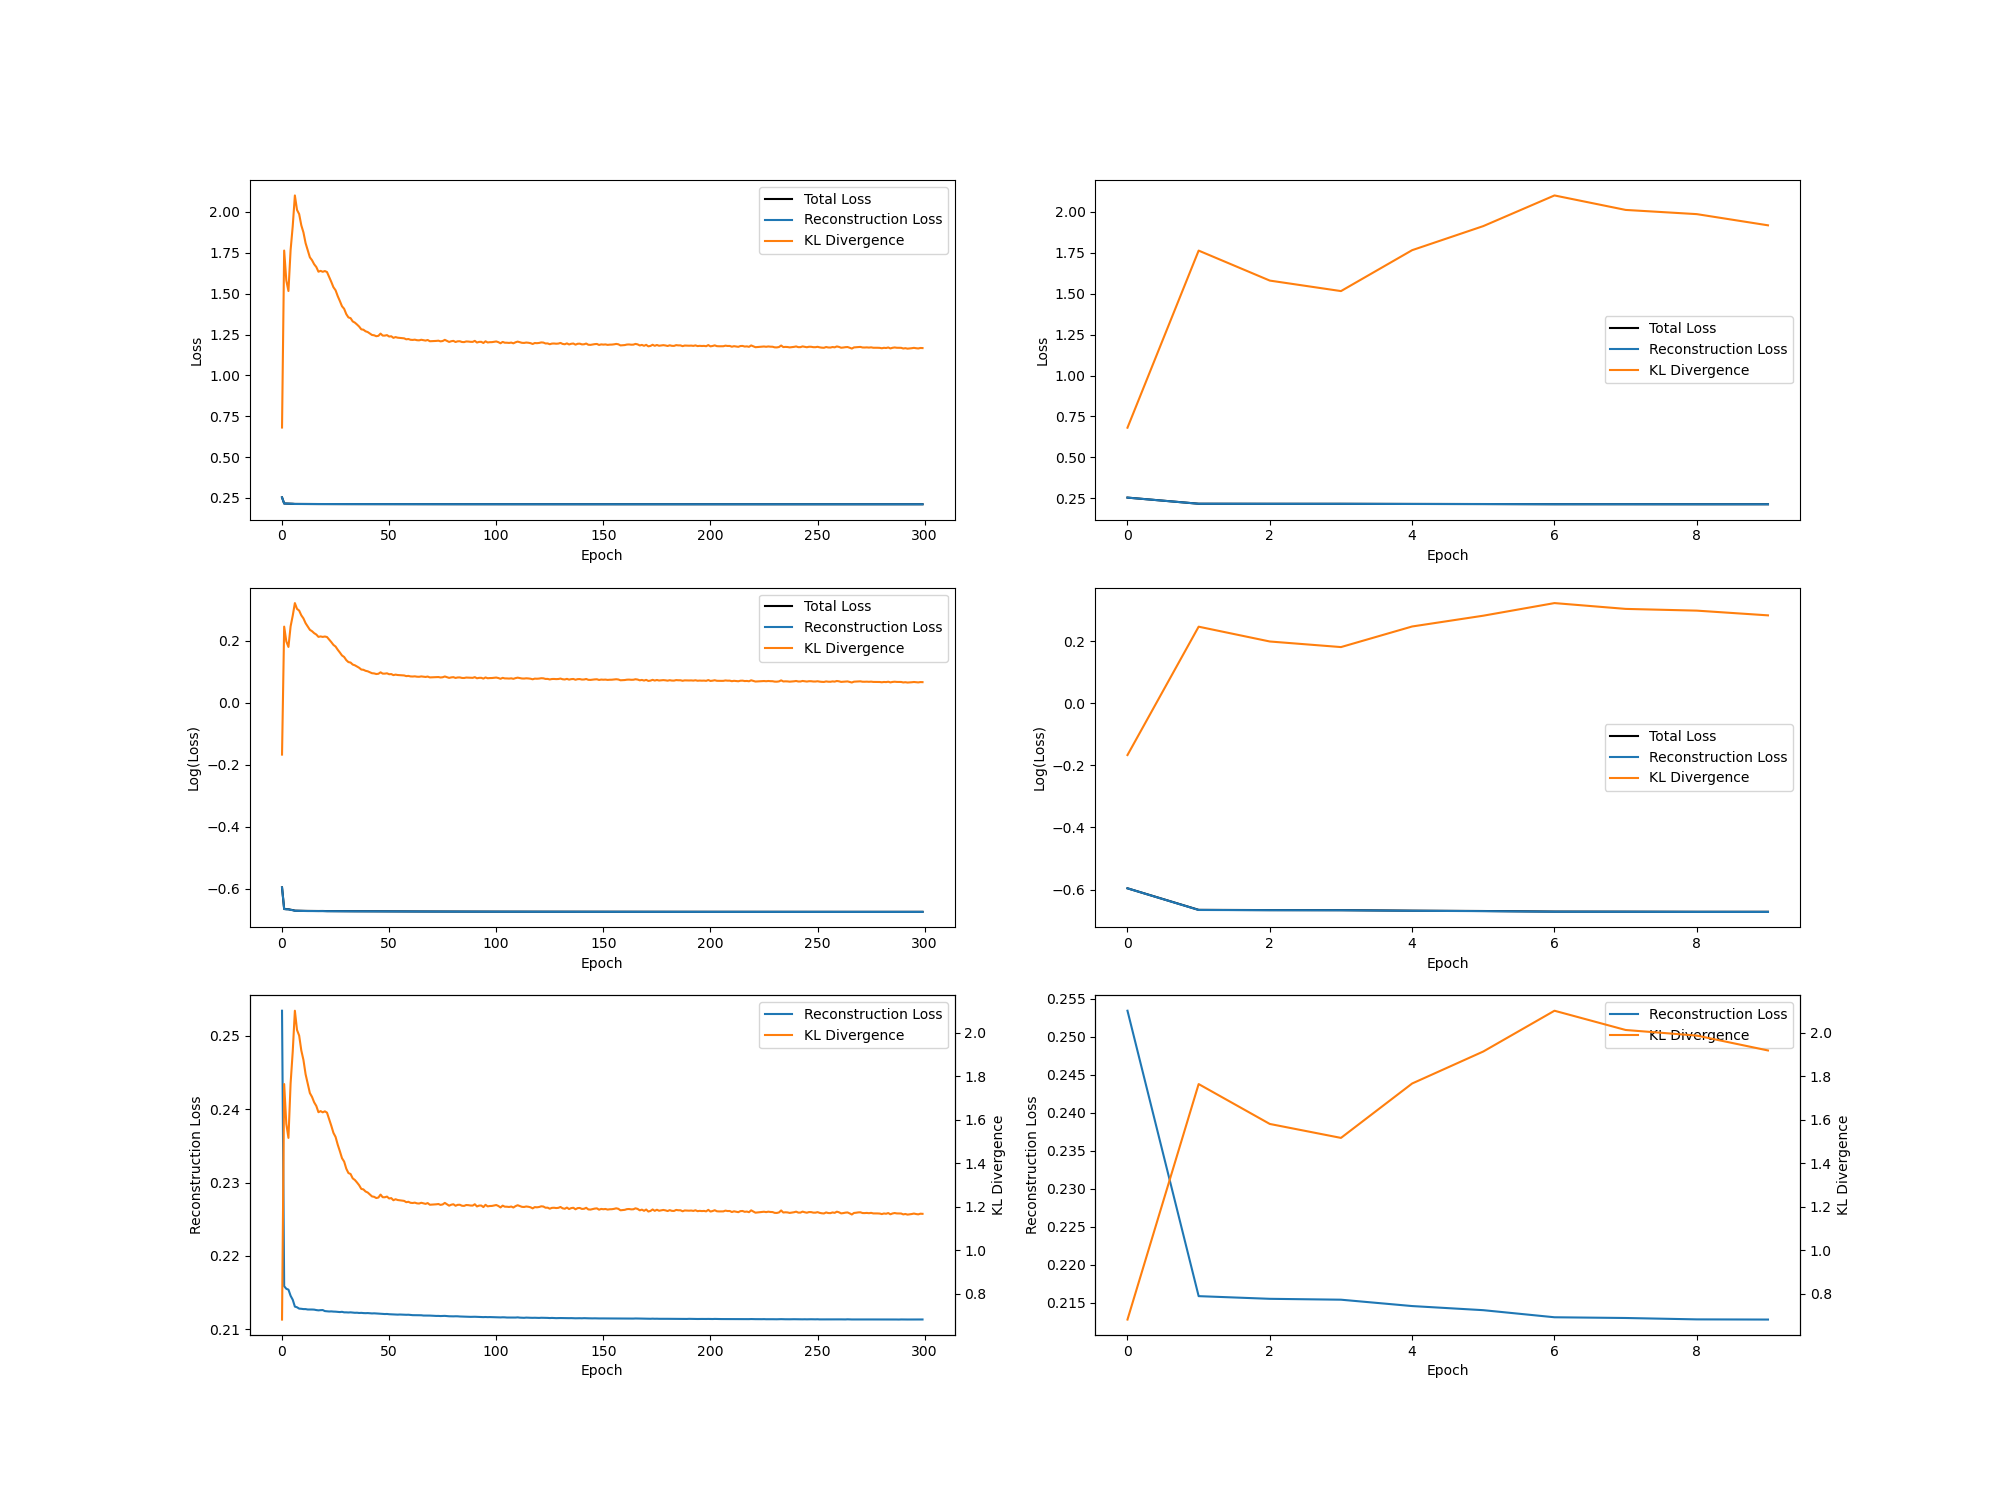 Loss
2.00
1.75
1.50
1.25
1.00
0.75
0.50
0.25
Total Loss
Reconstruction Loss
KL Divergence
0 50 100 150 200 250 300
Epoch
Loss
2.00
1.75
1.50
1.25
1.00
0.75
0.50
0.25
Total Loss
Reconstruction Loss
KL Divergence
0 2 4 6 8
Epoch
Log(Loss)
0.2
0.0
−0.2
−0.4
−0.6
Total Loss
Reconstruction Loss
KL Divergence
0 50 100 150 200 250 300
Epoch
Log(Loss)
0.2
0.0
−0.2
−0.4
−0.6
Total Loss
Reconstruction Loss
KL Divergence
0 2 4 6 8
Epoch
Reconstruction Loss
0.25
0.24
0.23
0.22
0.21
Reconstruction Loss
KL Divergence
2.0
1.8
1.6
1.4
1.2
1.0
0.8
KL Divergence
0 50 100 150 200 250 300
Epoch
Reconstruction Loss
0.255
0.250
0.245
0.240
0.235
0.230
0.225
0.220
0.215
Reconstruction Loss
KL Divergence
2.0
1.8
1.6
1.4
1.2
1.0
0.8
KL Divergence
0 2 4 6 8
Epoch